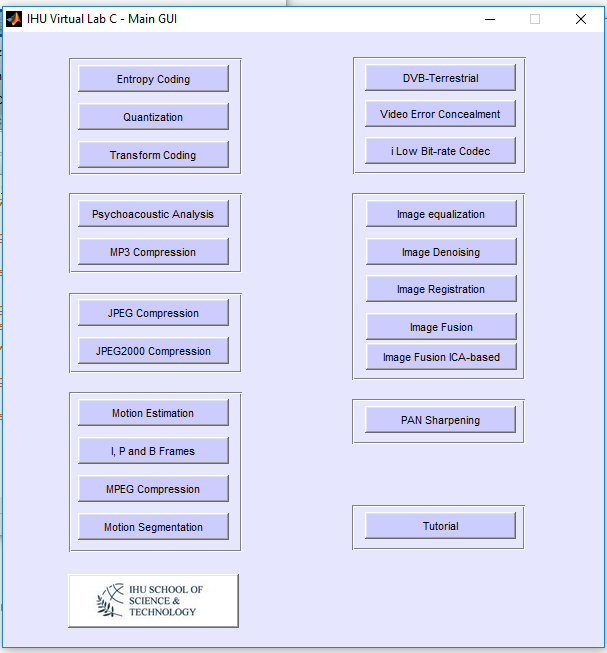 IHU Virtual Lab C - Main GUI
Entropy Coding
Quantization
Transform Coding
Psychoacoustic Analysis
MP3 Compression
JPEG Compression
JPEG2000 Compression
Motion Estimation
I, P and B Frames
MPEG Compression
Motion Segmentation
IHU SCHOOL OF
SCIENCE &
TECHNOLOGY
DVB-Terrestrial
Video Error Concealment
i Low Bit-rate Codec
Image equalization
Image Denoising
Image Registration
Image Fusion
Image Fusion ICA-based
PAN Sharpening
Tutorial